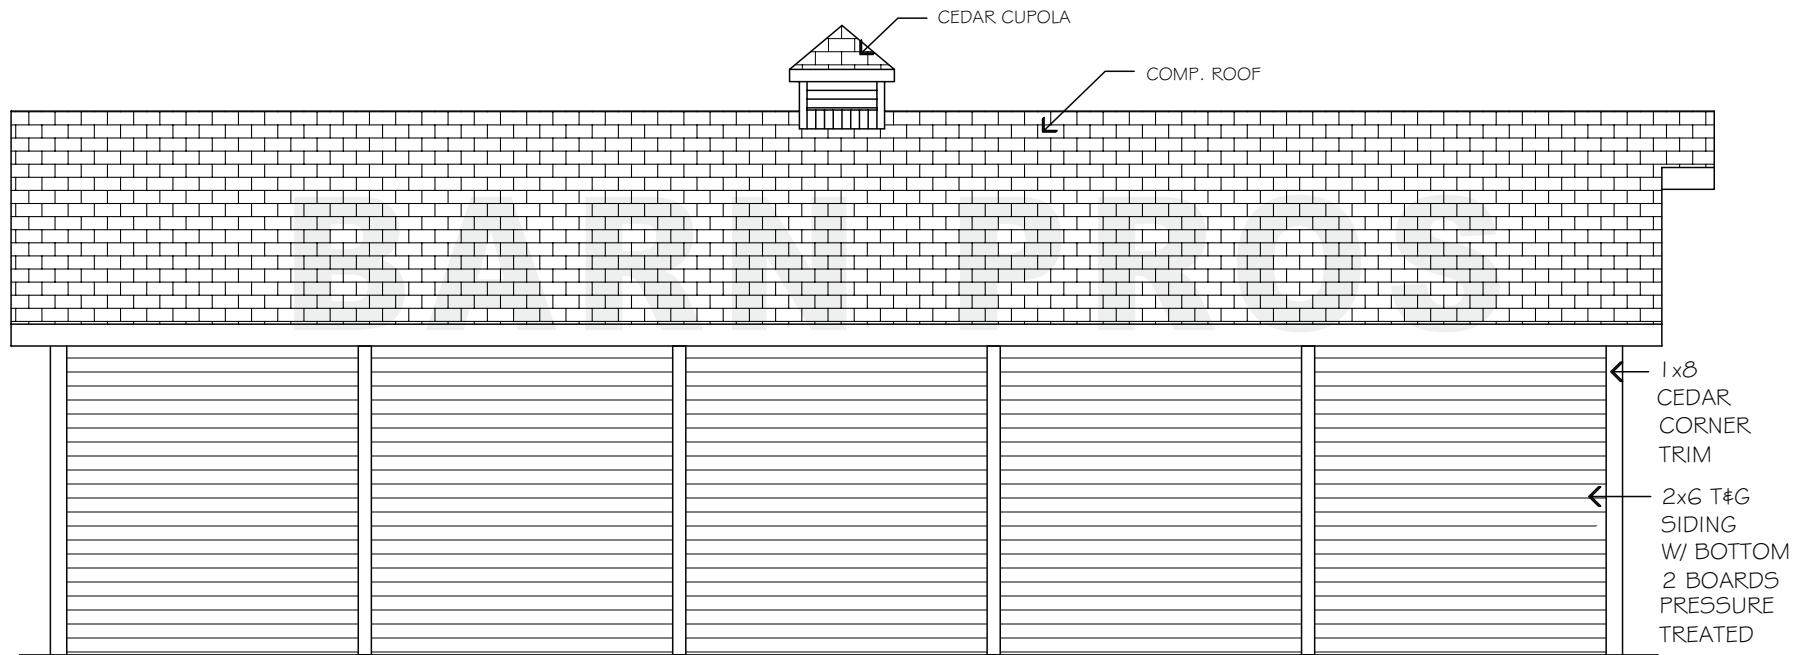 CEDAR CUPOLA
COMP. ROOF
BARN PROS
1x8
CEDAR
CORNER
TRIM
2x6 T&G
SIDING
W/ BOTTOM
2 BOARDS
PRESSURE
TREATED